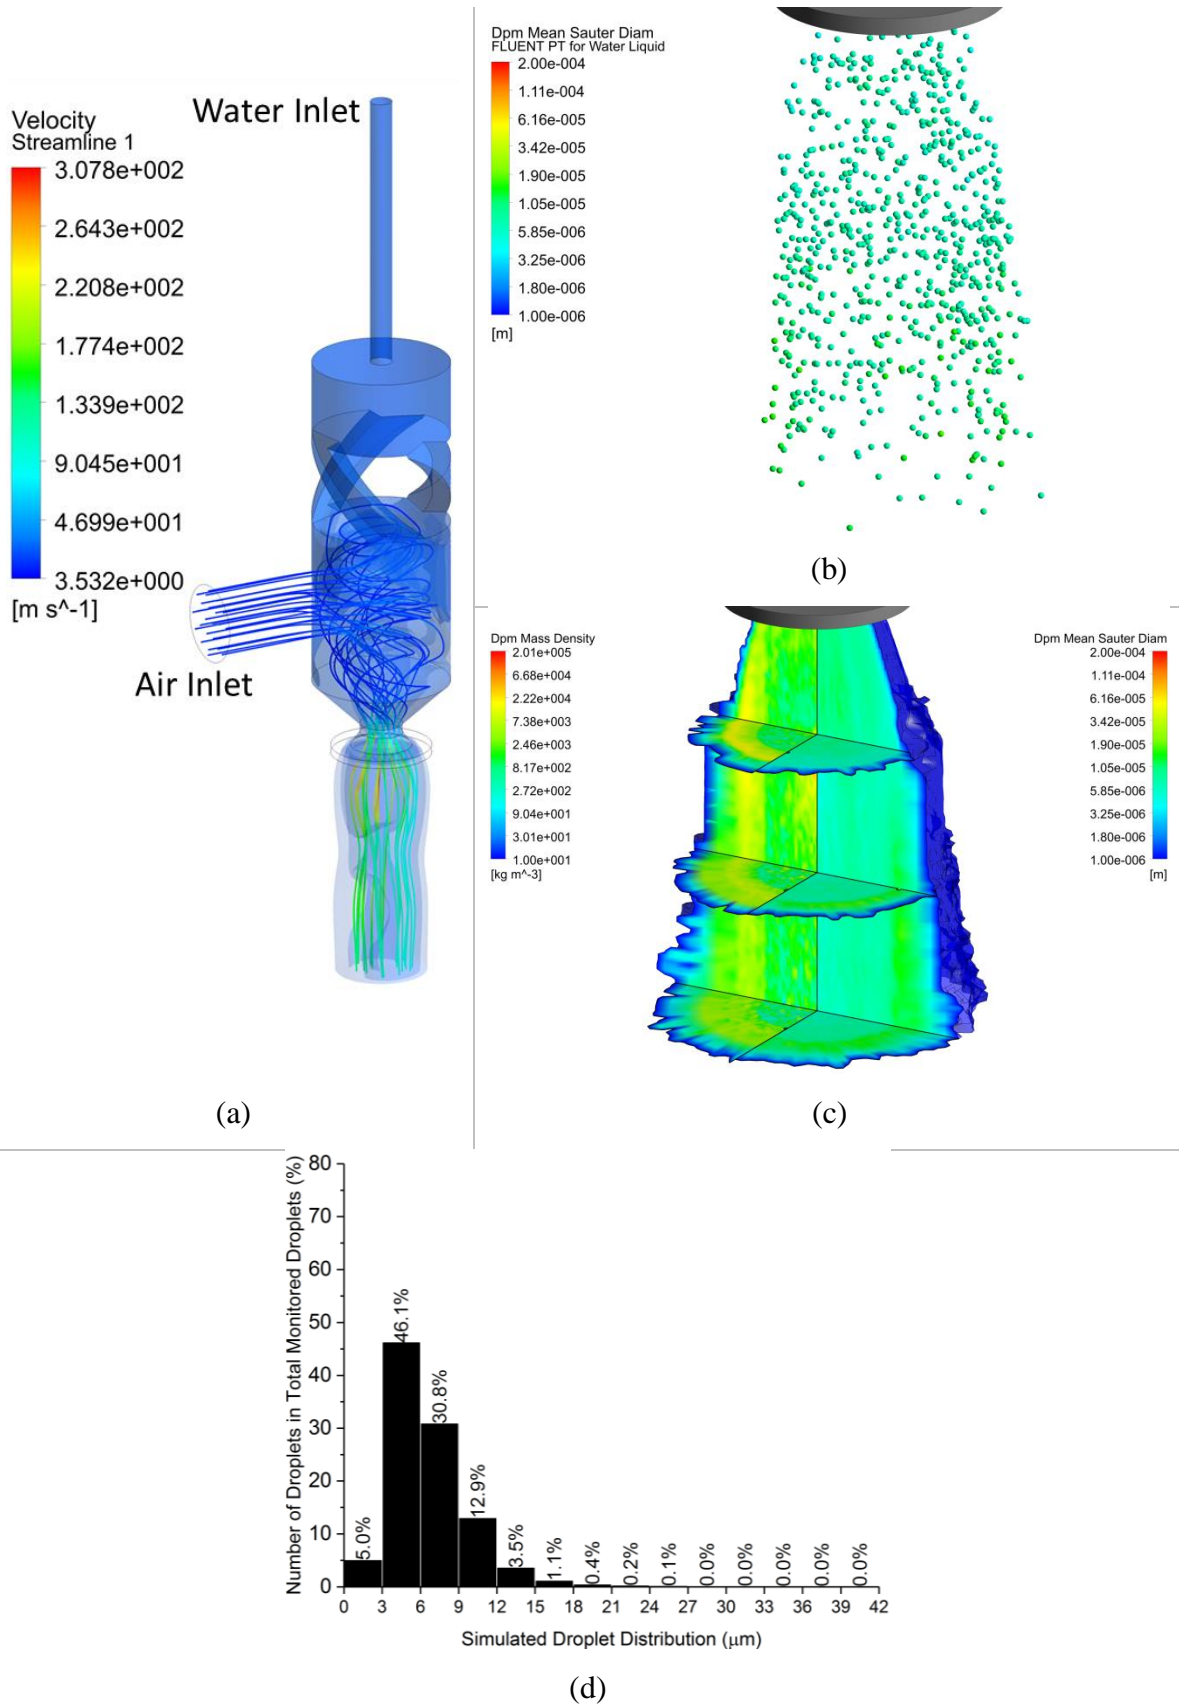 Water Inlet
Velocity
Streamline 1
3.078e+002
2.643e+002
2.208e+002
1.774e+002
1.339e+002
9.045e+001
4.699e+001
3.532e+000
[m s^-1]
Air Inlet
(a)
Dpm Mean Sauter Diam
FLUENT PT for Water Liquid
2.00e-004
1.11e-004
6.16e-005
3.42e-005
1.90e-005
1.05e-005
5.85e-006
3.25e-006
1.80e-006
1.00e-006
[m]
(b)
Dpm Mass Density
2.01e+005
6.68e+004
2.22e+004
7.38e+003
2.46e+003
8.17e+002
2.72e+002
9.04e+001
3.01e+001
1.00e+001
[kg m^-3]
Dpm Mean Sauter Diam
2.00e-004
1.11e-004
6.16e-005
3.42e-005
1.90e-005
1.05e-005
5.85e-006
3.25e-006
1.80e-006
1.00e-006
[m]
(c)
Number of Droplets in Total Monitored Droplets (%)
80
70
60
50
40
30
20
10
0
5.0%
46.1%
30.8%
12.9%
3.5%
1.1%
0.4%
0.2%
0.1%
0.0%
0.0%
0.0%
0.0%
0.0%
0 3 6 9 12 15 18 21 24 27 30 33 36 39 42
Simulated Droplet Distribution (μm)
(d)